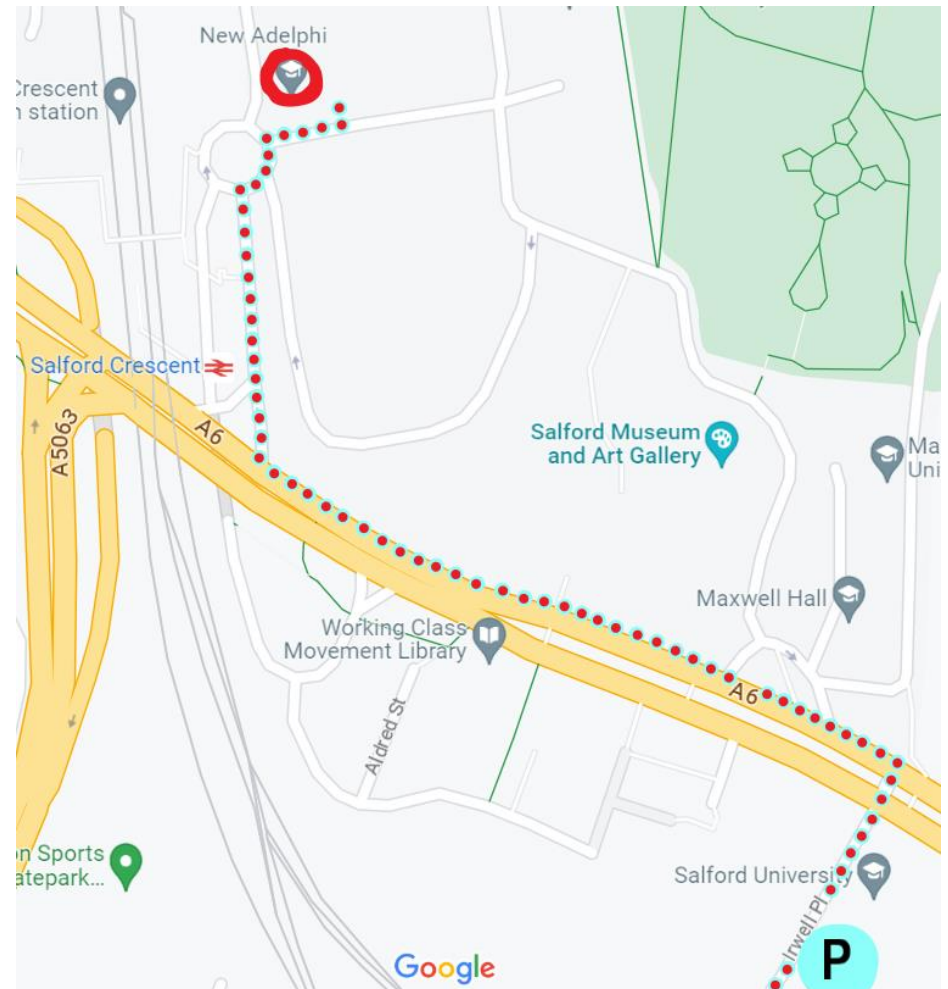 New Adelphi
Crescent
n station
Salford Crescent
A5063
A6
Salford Museum
and Art Gallery
Ma
Uni
Maxwell Hall
Working Class
Movement Library
A6
Aldred St
on Sports
atepark...
Salford University
Irwell Pl
P
Google